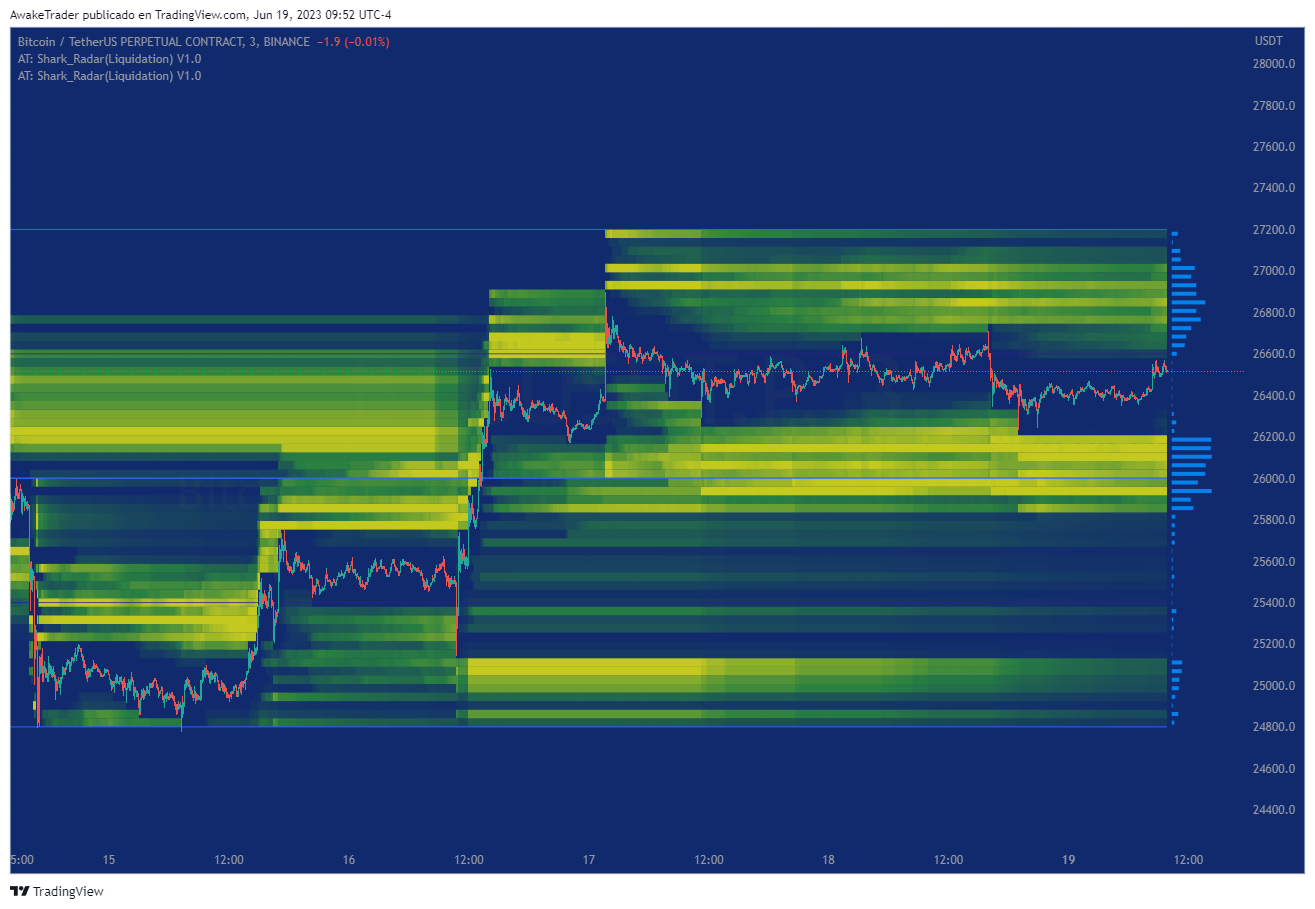 AwakeTrader publicado en TradingView.com, Jun 19, 2023 09:52 UTC-4
Bitcoin / TetherUS PERPETUAL CONTRACT, 3, BINANCE −1.9 (−0.01%)
AT: Shark_Radar(Liquidation) V1.0
AT: Shark_Radar(Liquidation) V1.0
USDT
28000.0
27800.0
27600.0
27400.0
27200.0
27000.0
26800.0
26600.0
26400.0
26200.0
26000.0
25800.0
25600.0
25400.0
25200.0
25000.0
24800.0
24600.0
24400.0
5:00 15 12:00 16 12:00 17 12:00 18 12:00 19 12:00
TradingView